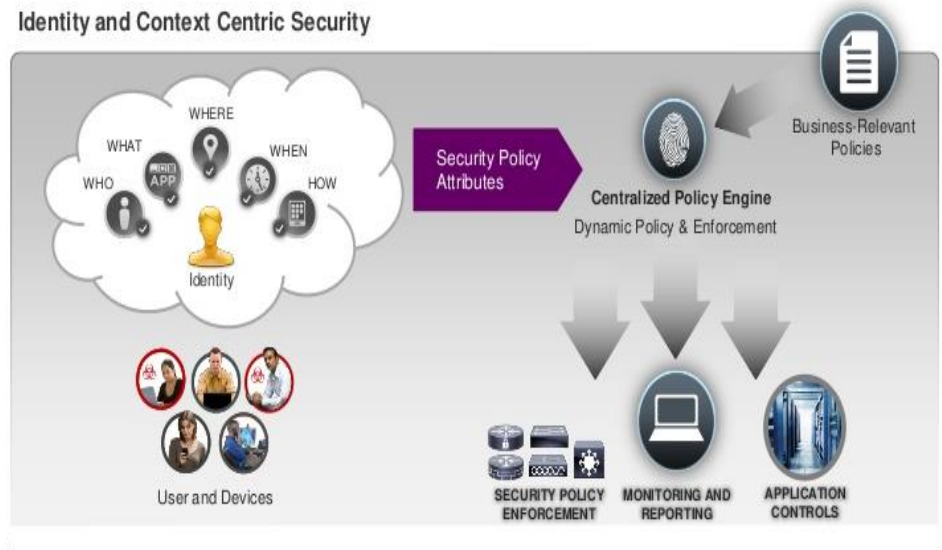 Identity and Context Centric Security
WHERE
WHAT
WHEN
WHO
APP
HOW
Identity
User and Devices
Security Policy
Attributes
Business-Relevant
Policies
Centralized Policy Engine
Dynamic Policy & Enforcement
SECURITY POLICY
ENFORCEMENT
MONITORING AND
REPORTING
APPLICATION
CONTROLS